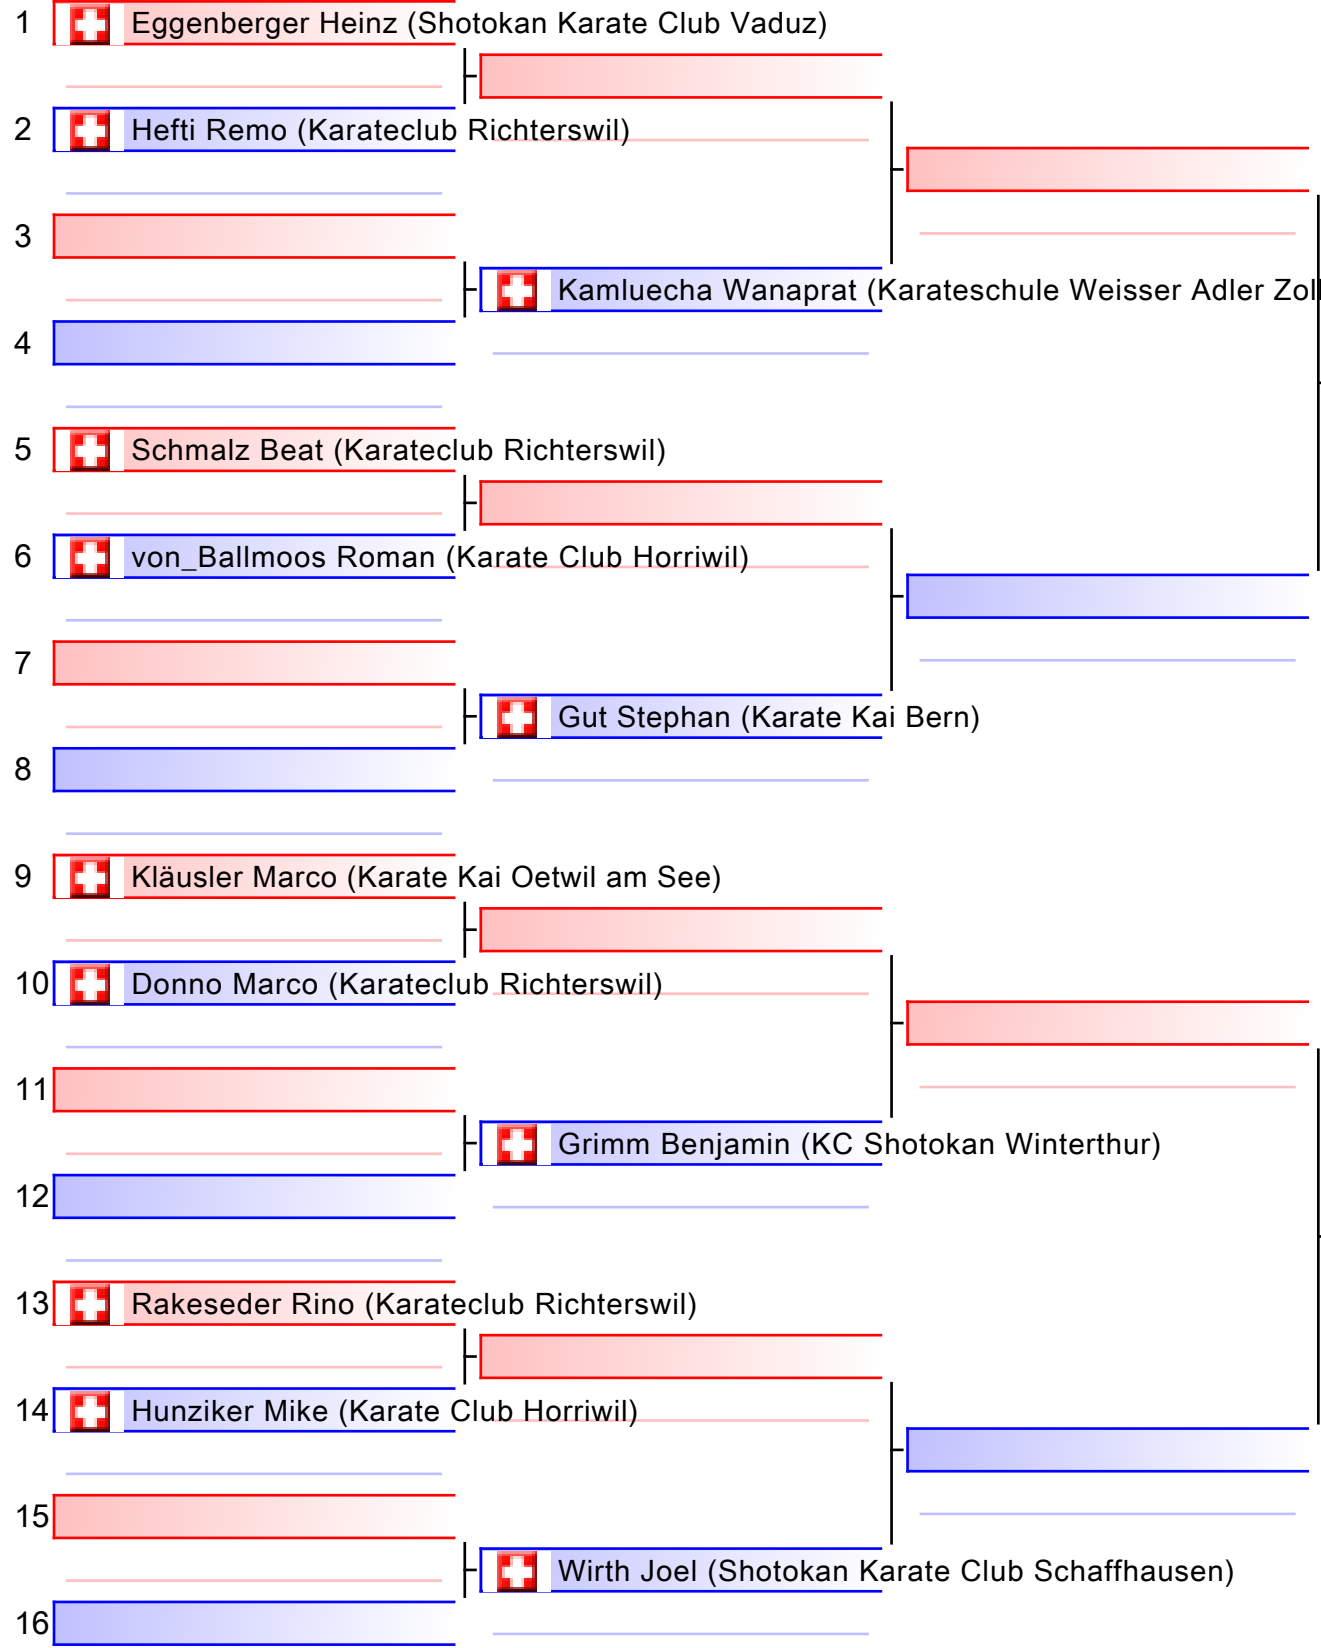 1 Eggenberger Heinz (Shotokan Karate Club Vaduz)
2 Hefti Remo (Karateclub Richterswil)
3
Kamluecha Wanaprat (Karateschule Weisser Adler Zoll
4
5 Schmalz Beat (Karateclub Richterswil)
6 von_Ballmoos Roman (Karate Club Horriwil)
7
Gut Stephan (Karate Kai Bern)
8
9 Kläusler Marco (Karate Kai Oetwil am See)
10 Donno Marco (Karateclub Richterswil)
11
Grimm Benjamin (KC Shotokan Winterthur)
12
13 Rakeseder Rino (Karateclub Richterswil)
14 Hunziker Mike (Karate Club Horriwil)
15
Wirth Joel (Shotokan Karate Club Schaffhausen)
16